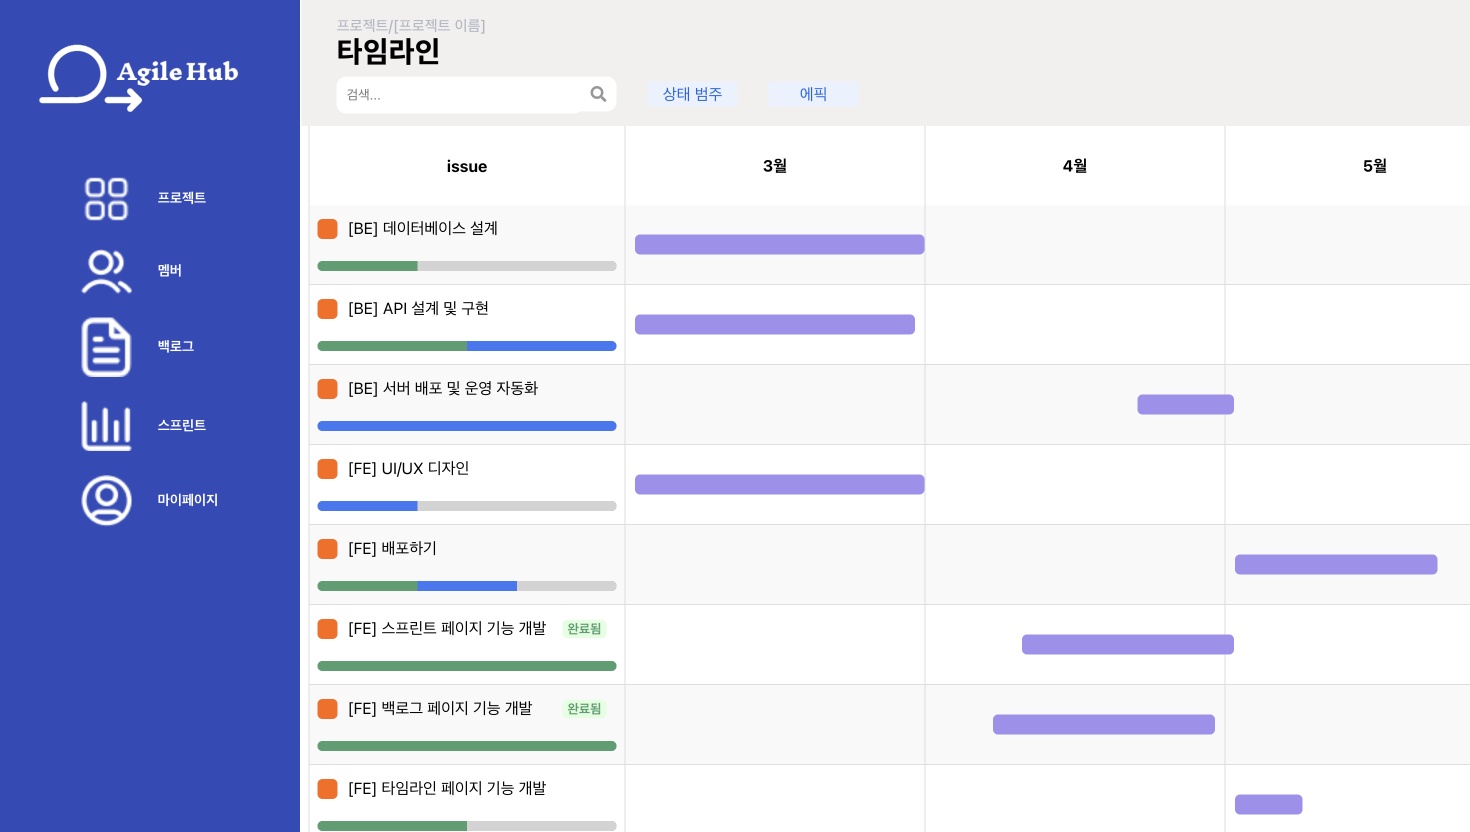 Agile Hub
프로젝트
멤버
백로그
스프린트
마이페이지
프로젝트/[프로젝트 이름]
타임라인
검색...
상태 범주 에픽
issue 3월 4월 5월
[BE] 데이터베이스 설계
[BE] API 설계 및 구현
[BE] 서버 배포 및 운영 자동화
[FE] UI/UX 디자인
[FE] 배포하기
[FE] 스프린트 페이지 기능 개발 완료됨
[FE] 백로그 페이지 기능 개발 완료됨
[FE] 타임라인 페이지 기능 개발